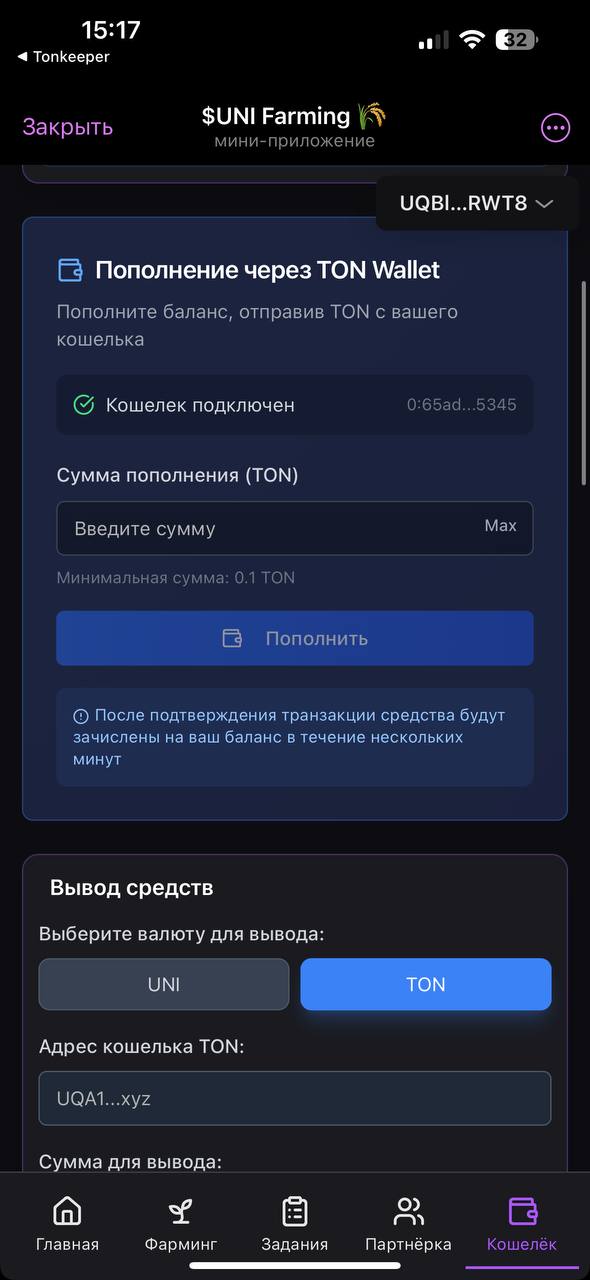 15:17
◀ Tonkeeper
32
Закрыть
$UNI Farming 🌾
мини-приложение
UQBl...RWT8
Пополнение через TON Wallet
Пополните баланс, отправив TON с вашего
кошелька
Кошелек подключен
0:65ad...5345
Сумма пополнения (TON)
Введите сумму
Max
Минимальная сумма: 0.1 TON
Пополнить
После подтверждения транзакции средства будут
зачислены на ваш баланс в течение нескольких
минут
Вывод средств
Выберите валюту для вывода:
UNI
TON
Адрес кошелька TON:
UQA1...xyz
Сумма для вывода:
Главная
Фарминг
Задания
Партнёрка
Кошелёк